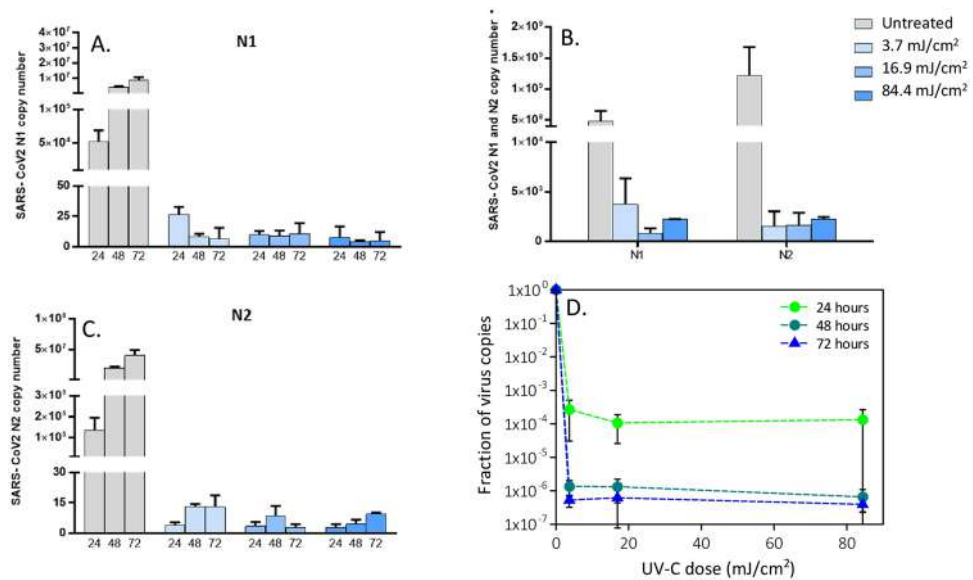 A.
N1
SARS- CoV2 N1 copy number
4×10⁷
3×10⁷
2×10⁷
1×10⁷
1×10⁵
5×10⁴
50
25
0
24 48 72 24 48 72 24 48 72 24 48 72
B.
SARS- CoV2 N1 and N2 copy number
2×10⁹
2×10⁹
1×10⁹
5×10⁸
1×10⁴
5×10³
0
N1 N2
Untreated
3.7 mJ/cm²
16.9 mJ/cm²
84.4 mJ/cm²
C.
N2
SARS- CoV2 N2 copy number
1×10⁸
5×10⁷
3×10⁵
2×10⁵
1×10⁵
30
15
0
24 48 72 24 48 72 24 48 72 24 48 72
D.
24 hours
48 hours
72 hours
Fraction of virus copies
1x10⁰
1x10⁻¹
1x10⁻²
1x10⁻³
1x10⁻⁴
1x10⁻⁵
1x10⁻⁶
1x10⁻⁷
0 20 40 60 80
UV-C dose (mJ/cm²)